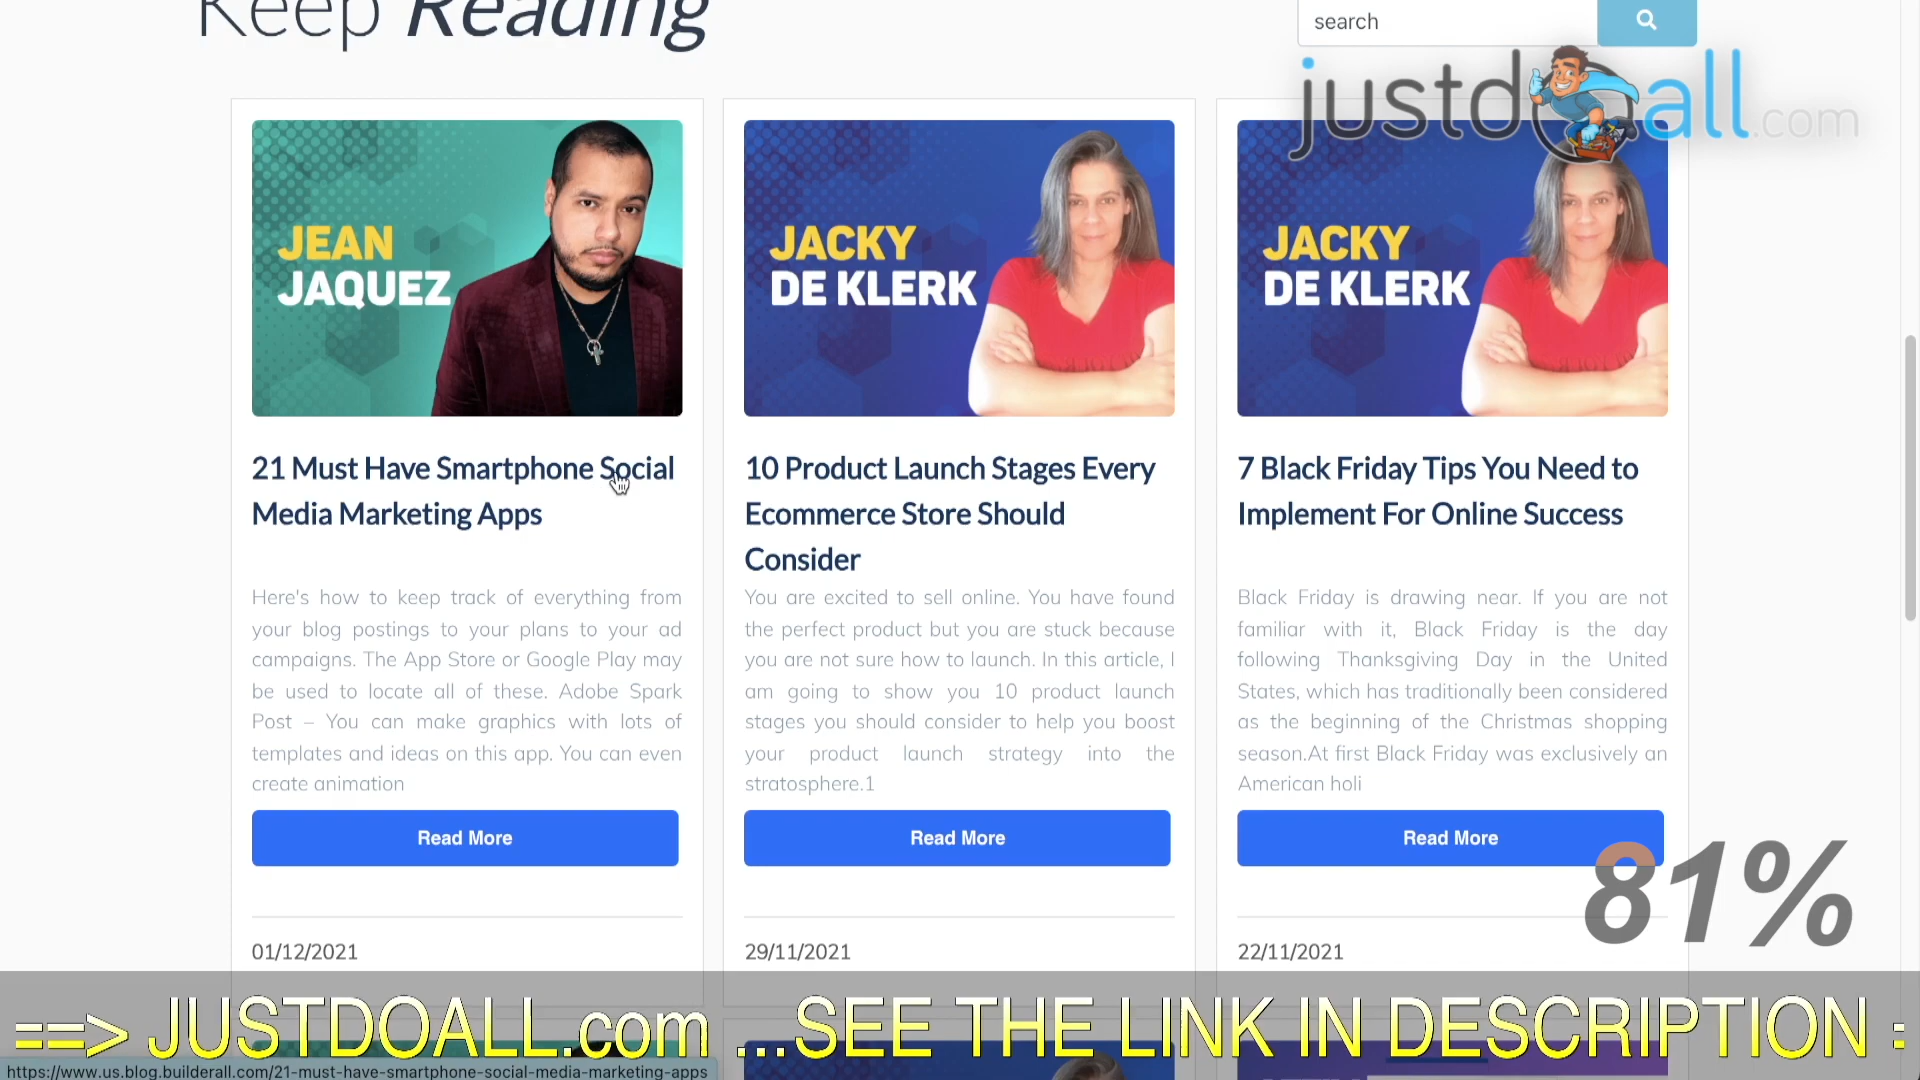 Keep Reading
search
justdoall.com
JEAN
JAQUEZ
JACKY
DE KLERK
JACKY
DE KLERK
21 Must Have Smartphone Social
Media Marketing Apps
10 Product Launch Stages Every
Ecommerce Store Should
Consider
7 Black Friday Tips You Need to
Implement For Online Success
Here's how to keep track of everything from
your blog postings to your plans to your ad
campaigns. The App Store or Google Play may
be used to locate all of these. Adobe Spark
Post – You can make graphics with lots of
templates and ideas on this app. You can even
create animation
You are excited to sell online. You have found
the perfect product but you are stuck because
you are not sure how to launch. In this article, I
am going to show you 10 product launch
stages you should consider to help you boost
your product launch strategy into the
stratosphere.1
Black Friday is drawing near. If you are not
familiar with it, Black Friday is the day
following Thanksgiving Day in the United
States, which has traditionally been considered
as the beginning of the Christmas shopping
season.At first Black Friday was exclusively an
American holi
Read More
Read More
Read More
81%
01/12/2021
29/11/2021
22/11/2021
==> JUSTDOALL.com ...SEE THE LINK IN DESCRIPTION :
https://www.us.blog.builderall.com/21-must-have-smartphone-social-media-marketing-apps